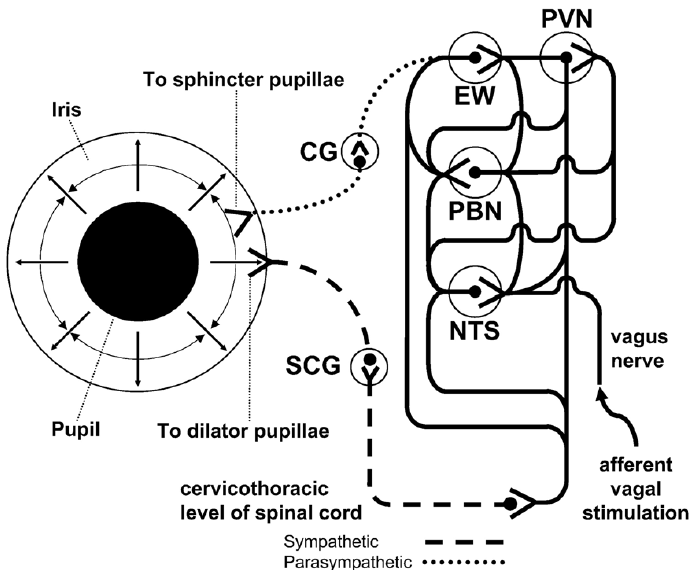 PVN
To sphincter pupillae
EW
Iris
CG
PBN
NTS
vagus
nerve
SCG
Pupil
To dilator pupillae
afferent
vagal
stimulation
cervicothoracic
level of spinal cord
Sympathetic
Parasympathetic